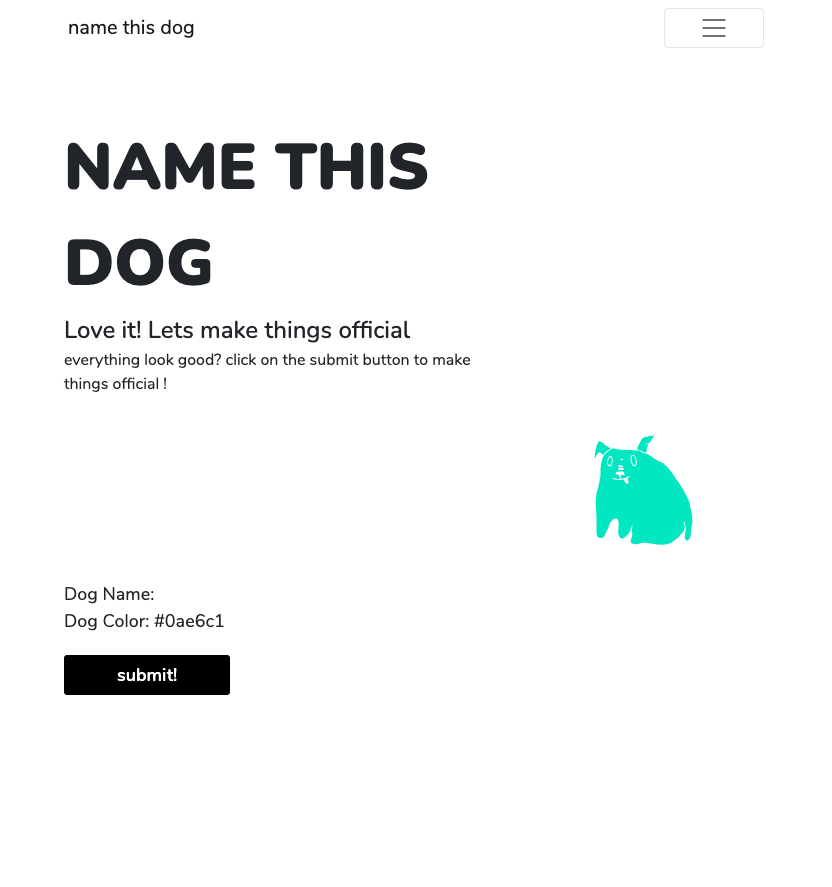 name this dog
NAME THIS
DOG
Love it! Lets make things official
everything look good? click on the submit button to make
things official !
Dog Name:
Dog Color: #0ae6c1
submit!